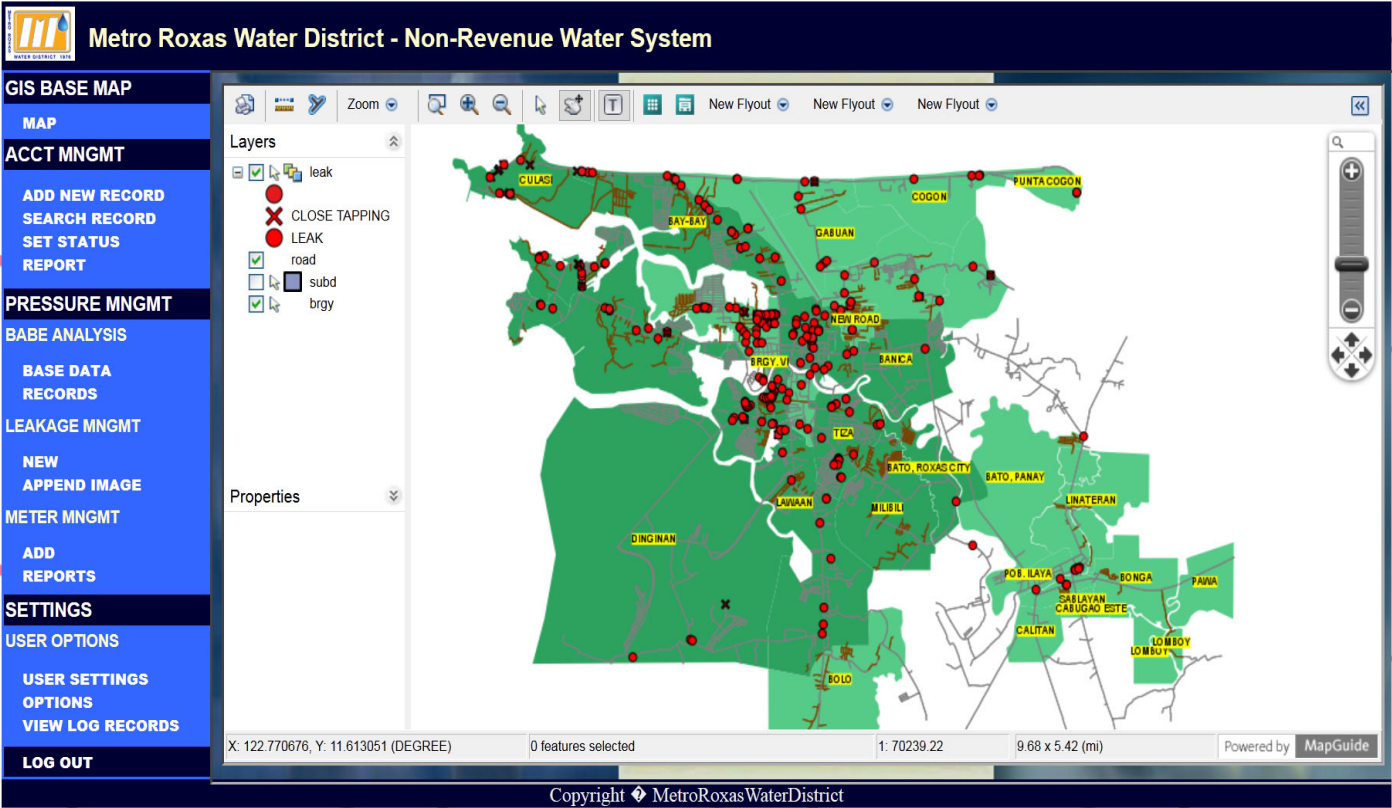 METRO ROXAS
WATER DISTRICT 1976
Metro Roxas Water District - Non-Revenue Water System
GIS BASE MAP
MAP
ACCT MNGMT
ADD NEW RECORD
SEARCH RECORD
SET STATUS
REPORT
PRESSURE MNGMT
BABE ANALYSIS
BASE DATA
RECORDS
LEAKAGE MNGMT
NEW
APPEND IMAGE
METER MNGMT
ADD
REPORTS
SETTINGS
USER OPTIONS
USER SETTINGS
OPTIONS
VIEW LOG RECORDS
LOG OUT
Zoom
T
New Flyout
New Flyout
New Flyout
Layers
leak
CLOSE TAPPING
LEAK
road
subd
brgy
Properties
CULASI
PUNTA COGON
COGON
BAY-BAY
GABUAN
NEW ROAD
BRGY. VI
BANICA
TIZA
BATO, ROXAS CITY
BATO, PANAY
LINATERAN
LAWAAN
MILIBILI
DINGINAN
POB. ILAYA
BONGA
PAWA
SABLAYAN
CABUGAO ESTE
CALITAN
LOMBOY
LOMBOY
BOLO
X: 122.770676, Y: 11.613051 (DEGREE)
0 features selected
1: 70239.22
9.68 x 5.42 (mi)
Powered by MapGuide
Copyright � MetroRoxasWaterDistrict